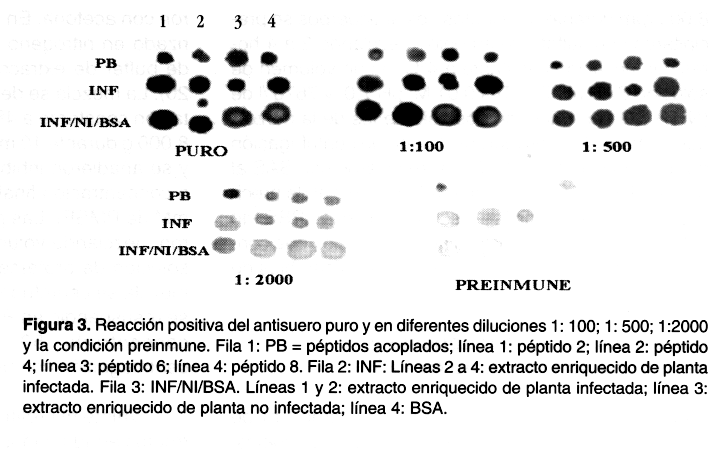 1 2 3 4
PB
INF
INF/NI/BSA
PURO
1:100
1: 500
PB
INF
INF/NI/BSA
1: 2000
PREINMUNE
Figura 3. Reacción positiva del antisuero puro y en diferentes diluciones 1: 100; 1: 500; 1:2000
y la condición preinmune. Fila 1: PB = péptidos acoplados; línea 1: péptido 2; línea 2: péptido
4; línea 3: péptido 6; línea 4: péptido 8. Fila 2: INF: Líneas 2 a 4: extracto enriquecido de planta
infectada. Fila 3: INF/NI/BSA. Líneas 1 y 2: extracto enriquecido de planta infectada; línea 3:
extracto enriquecido de planta no infectada; línea 4: BSA.